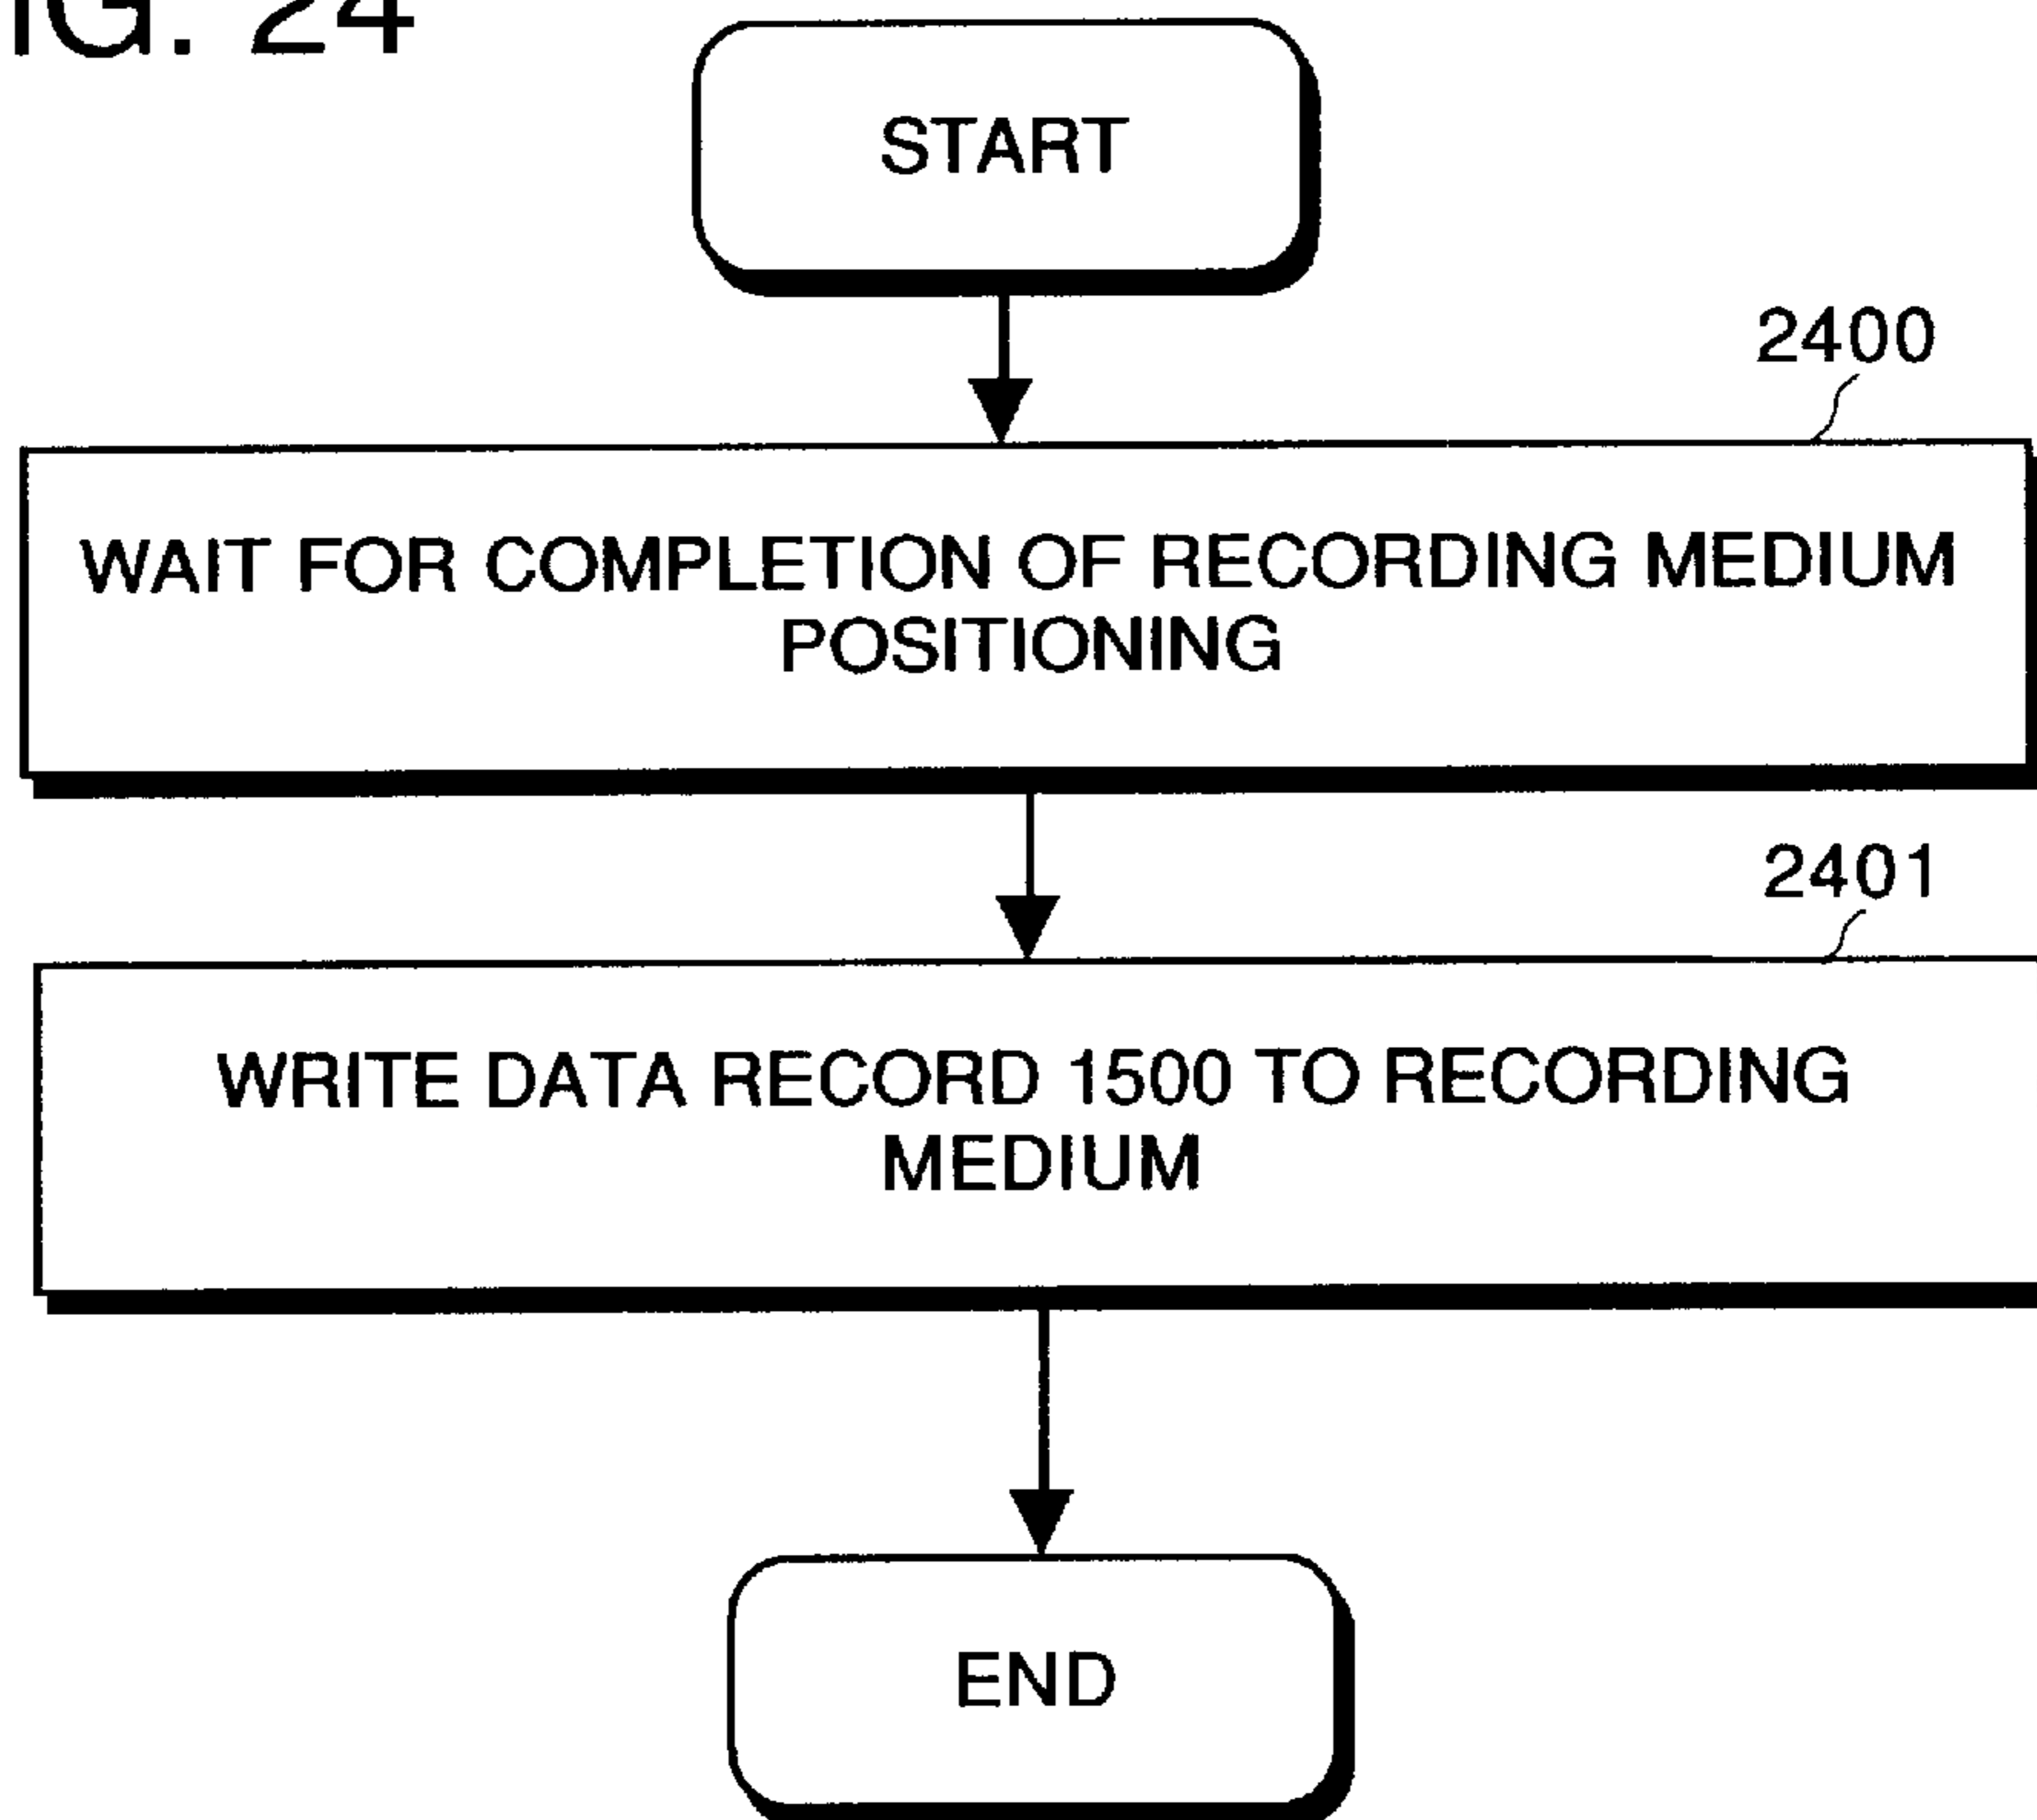 IG. 24
START
2400
WAIT FOR COMPLETION OF RECORDING MEDIUM
POSITIONING
2401
WRITE DATA RECORD 1500 TO RECORDING
MEDIUM
END